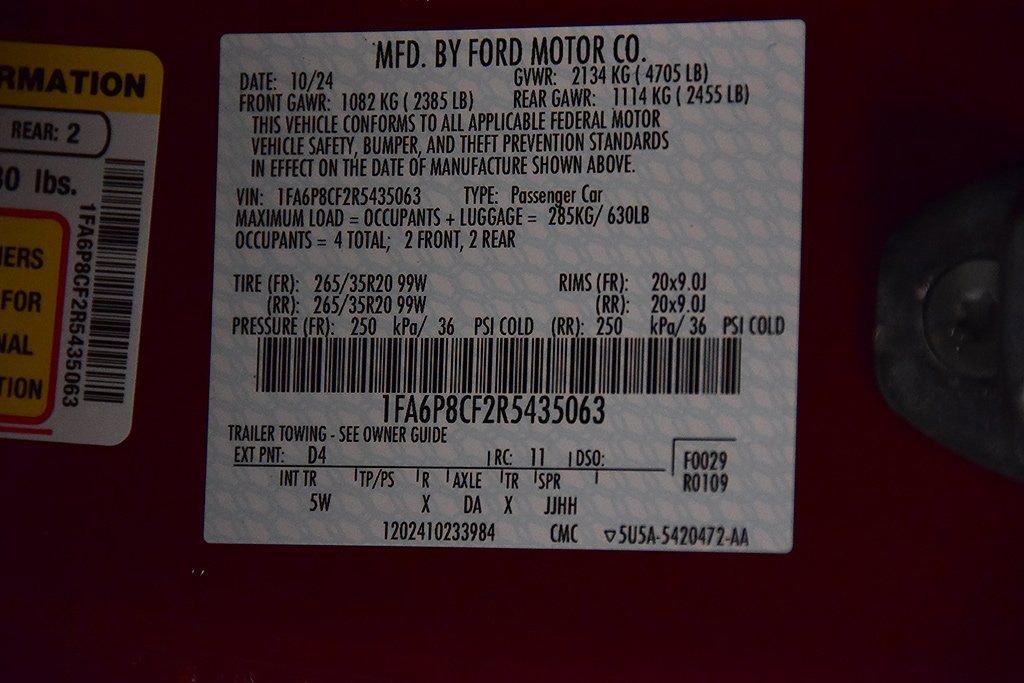 RMATION
REAR: 2
30 lbs.
1FA6P8CF2R5435063
ERS
FOR
NAL
TION
MFD. BY FORD MOTOR CO.
DATE: 10/24 GVWR: 2134 KG ( 4705 LB)
FRONT GAWR: 1082 KG ( 2385 LB) REAR GAWR: 1114 KG ( 2455 LB)
THIS VEHICLE CONFORMS TO ALL APPLICABLE FEDERAL MOTOR
VEHICLE SAFETY, BUMPER, AND THEFT PREVENTION STANDARDS
IN EFFECT ON THE DATE OF MANUFACTURE SHOWN ABOVE.
VIN: 1FA6P8CF2R5435063 TYPE: Passenger Car
MAXIMUM LOAD = OCCUPANTS + LUGGAGE = 285KG/ 630LB
OCCUPANTS = 4 TOTAL; 2 FRONT, 2 REAR
TIRE (FR): 265/35R20 99W RIMS (FR): 20x9.0J
(RR): 265/35R20 99W (RR): 20x9.0J
PRESSURE (FR): 250 kPa/ 36 PSI COLD (RR): 250 kPa/ 36 PSI COLD
1FA6P8CF2R5435063
TRAILER TOWING - SEE OWNER GUIDE
EXT PNT: D4 RC: 11 DSO: F0029
INT TR TP/PS R AXLE TR SPR R0109
5W X DA X JJHH
1202410233984 CMC ▽5U5A-5420472-AA